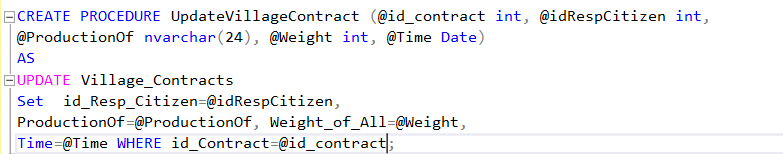 CREATE PROCEDURE UpdateVillageContract (@id_contract int, @idRespCitizen int,
@ProductionOf nvarchar(24), @Weight int, @Time Date)
AS
UPDATE Village_Contracts
Set  id_Resp_Citizen=@idRespCitizen,
ProductionOf=@ProductionOf, Weight_of_All=@Weight,
Time=@Time WHERE id_Contract=@id_contract;